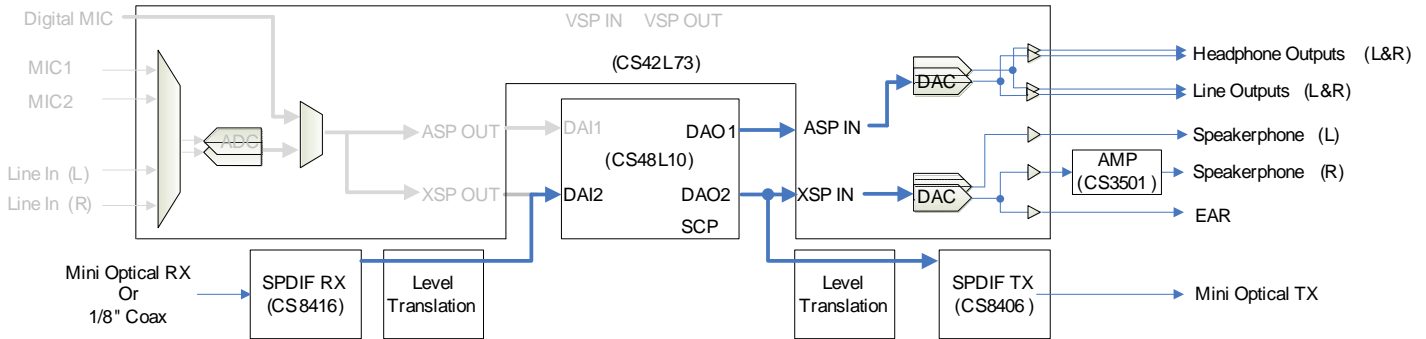 Digital MIC
VSP IN VSP OUT
(CS42L73)
MIC1
MIC2
ADC
Line In (L)
Line In (R)
ASP OUT
XSP OUT
DAI1
DAO1
(CS48L10)
DAI2
DAO2
SCP
ASP IN
XSP IN
DAC
DAC
Headphone Outputs (L&R)
Line Outputs (L&R)
Speakerphone (L)
AMP
(CS3501)
Speakerphone (R)
EAR
Mini Optical RX
Or
1/8" Coax
SPDIF RX
(CS8416)
Level
Translation
Level
Translation
SPDIF TX
(CS8406)
Mini Optical TX